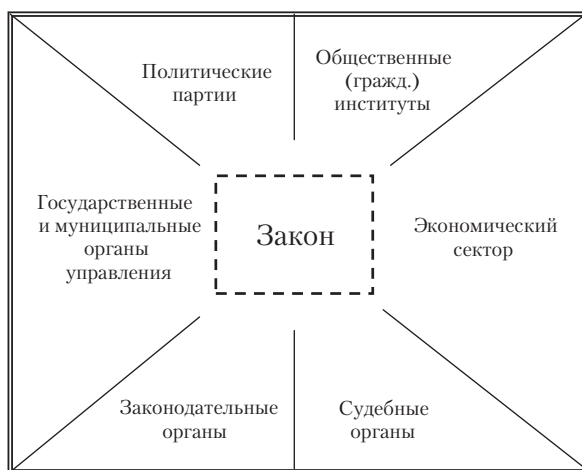 Политические
партии
Общественные
(гражд.)
институты
Государственные
и муниципальные
органы
управления
Закон
Экономический
сектор
Законодательные
органы
Судебные
органы